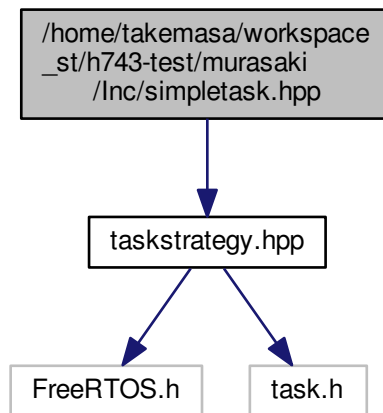 /home/takemasa/workspace
_st/h743-test/murasaki
/Inc/simpletask.hpp
taskstrategy.hpp
FreeRTOS.h
task.h